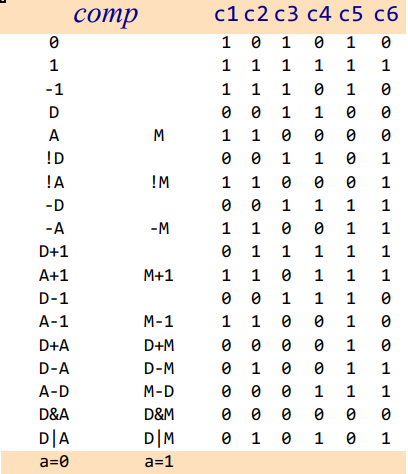 comp c1 c2 c3 c4 c5 c6
0 1 0 1 0 1 0
1 1 1 1 1 1 1
-1 1 1 1 0 1 0
D 0 0 1 1 0 0
A M 1 1 0 0 0 0
!D 0 0 1 1 0 1
!A !M 1 1 0 0 0 1
-D 0 0 1 1 1 1
-A -M 1 1 0 0 1 1
D+1 0 1 1 1 1 1
A+1 M+1 1 1 0 1 1 1
D-1 0 0 1 1 1 0
A-1 M-1 1 1 0 0 1 0
D+A D+M 0 0 0 0 1 0
D-A D-M 0 1 0 0 1 1
A-D M-D 0 0 0 1 1 1
D&A D&M 0 0 0 0 0 0
D|A D|M 0 1 0 1 0 1
a=0 a=1